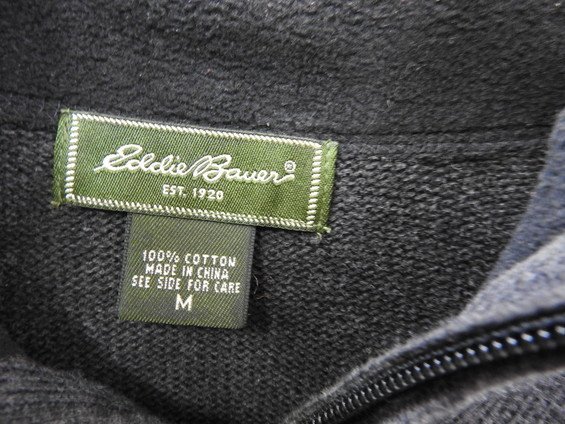 Eddie Bauer®
EST. 1920
100% COTTON
MADE IN CHINA
SEE SIDE FOR CARE
M